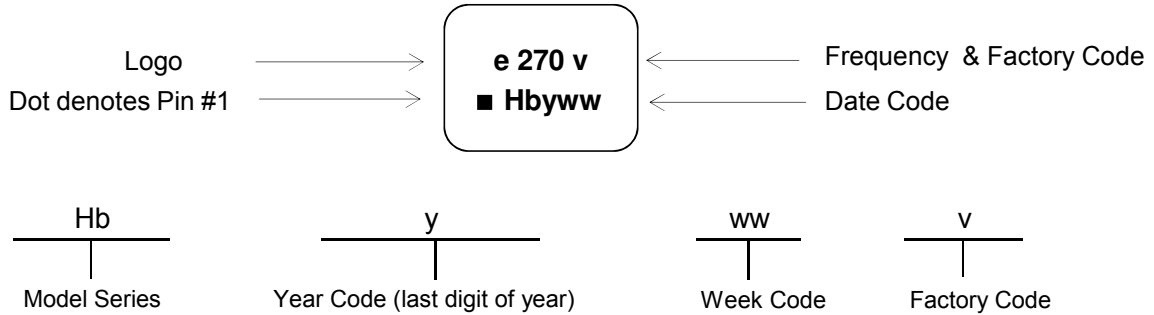 Logo
e 270 v
Frequency & Factory Code
Dot denotes Pin #1
■ Hbyww
Date Code
Hb
y
ww
v
Model Series
Year Code (last digit of year)
Week Code
Factory Code